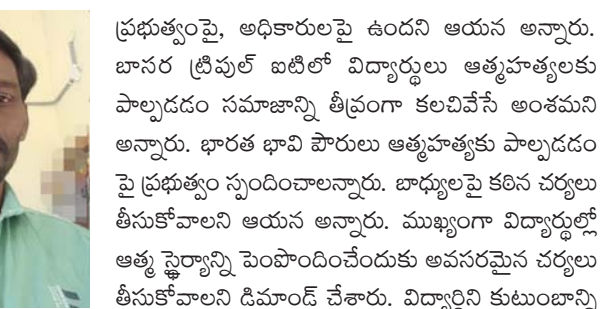 ప్రభుత్వంపై, అధికారులపై ఉందని ఆయన అన్నారు.
బాసర ట్రిపుల్ ఐటిలో విద్యార్థులు ఆత్మహత్యలకు
పాల్పడడం సమాజాన్ని తీవ్రంగా కలచివేసే అంశమని
అన్నారు. భారత భావి పౌరులు ఆత్మహత్యకు పాల్పడడం
పై ప్రభుత్వం స్పందించాలన్నారు. బాధ్యులపై కఠిన చర్యలు
తీసుకోవాలని ఆయన అన్నారు. ముఖ్యంగా విద్యార్థుల్లో
ఆత్మ స్థైర్యాన్ని పెంపొందించేందుకు అవసరమైన చర్యలు
తీసుకోవాలని డిమాండ్ చేశారు. విద్యార్థిని కుటుంబాన్ని